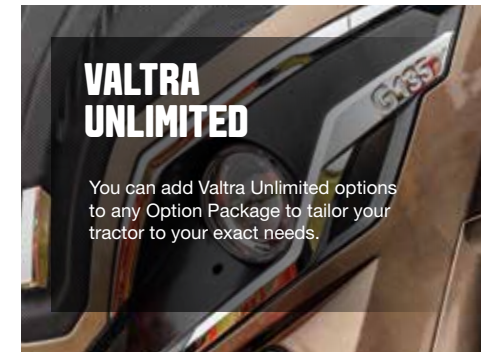 G135
VALTRA
UNLIMITED
You can add Valtra Unlimited options
to any Option Package to tailor your
tractor to your exact needs.